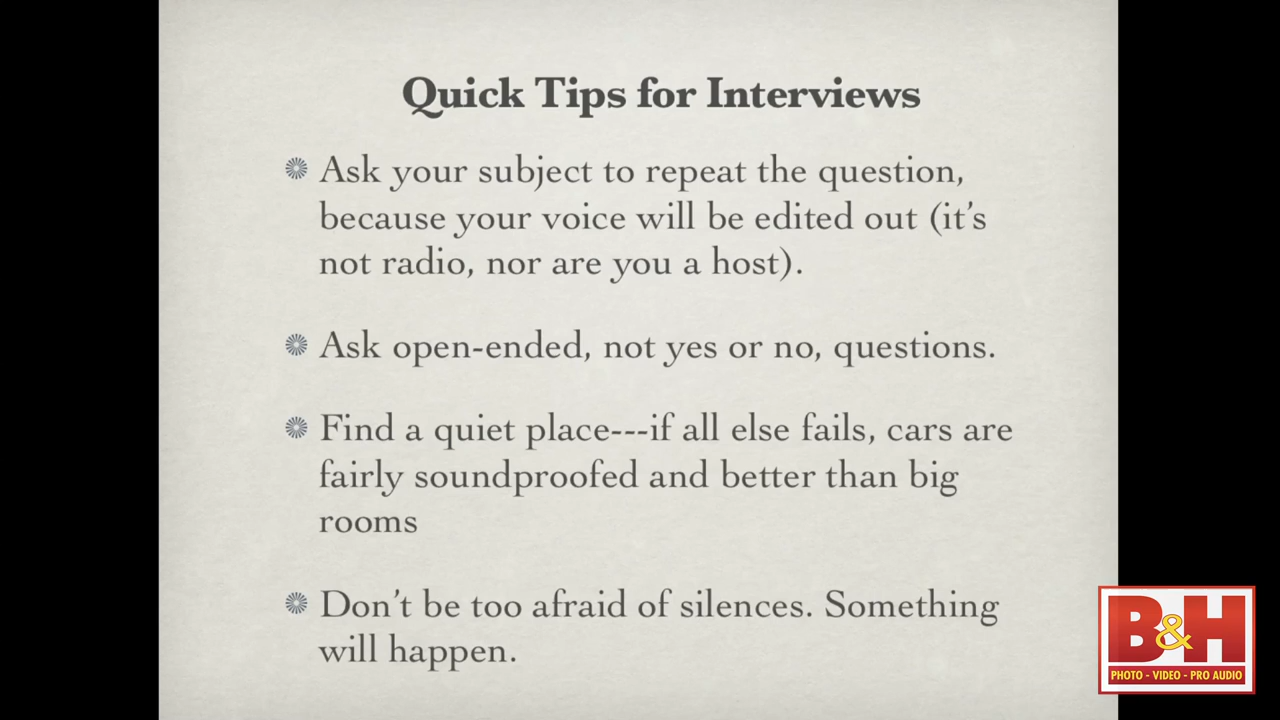 Quick Tips for Interviews
Ask your subject to repeat the question,
because your voice will be edited out (it's
not radio, nor are you a host).
Ask open-ended, not yes or no, questions.
Find a quiet place---if all else fails, cars are
fairly soundproofed and better than big
rooms
Don't be too afraid of silences. Something
will happen.
B&H
PHOTO - VIDEO - PRO AUDIO